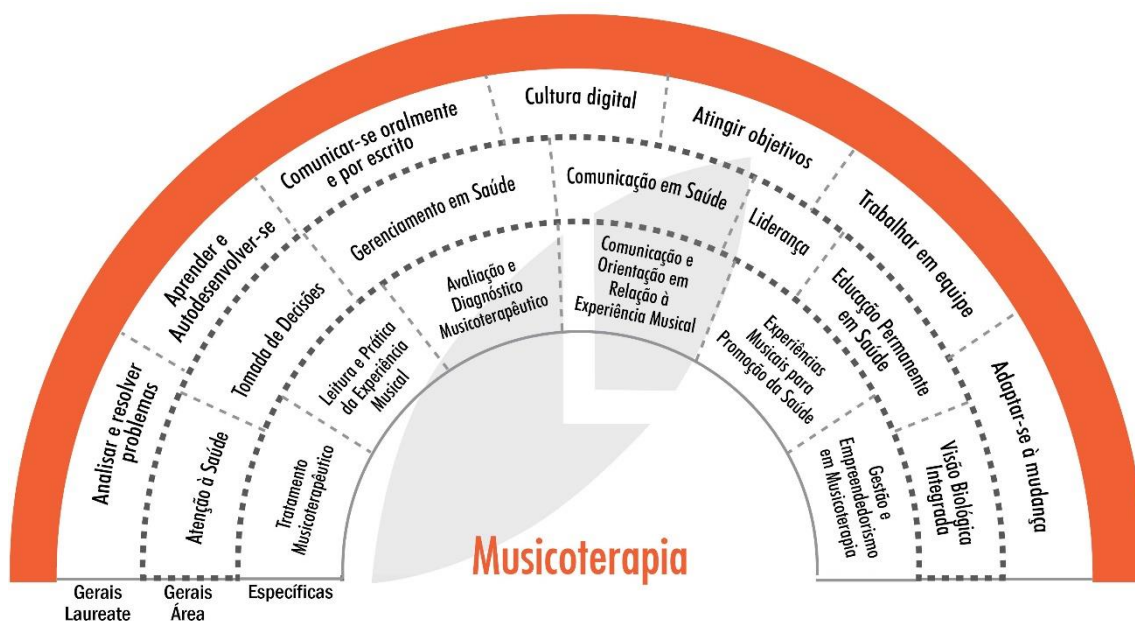 Analisar e resolver
problemas
Aprender e
Autodesenvolver-se
Comunicar-se oralmente
e por escrito
Cultura digital
Atingir objetivos
Trabalhar em equipe
Adaptar-se à mudança
Atenção à Saúde
Tomada de Decisões
Gerenciamento em Saúde
Comunicação em Saúde
Liderança
Educação Permanente
em Saúde
Visão Biológica
Integrada
Tratamento
Musicoterapêutico
Leitura e Prática
da Experiência
Musical
Avaliação e
Diagnóstico
Musicoterapêutico
Comunicação e
Orientação em
Relação à
Experiência Musical
Experiências
Musicais para
Promoção da Saúde
Gestão e
Empreendedorismo
em Musicoterapia
Musicoterapia
Gerais
Laureate
Gerais
Área
Específicas